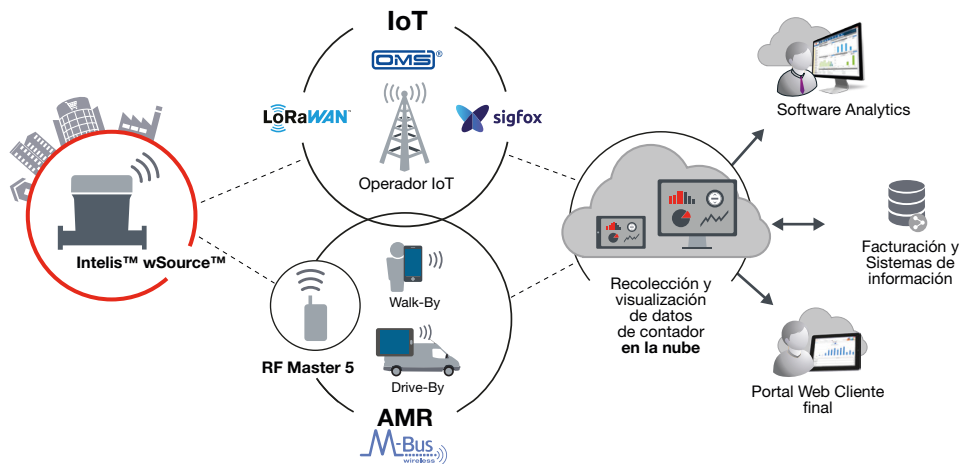 IoT
OMS®
LoRaWAN™
sigfox
Operador IoT
Intelis™ wSource™
Walk-By
RF Master 5
Drive-By
AMR
M-Bus
wireless
Recolección y
visualización
de datos
de contador
en la nube
Software Analytics
Facturación y
Sistemas de
información
Portal Web Cliente
final